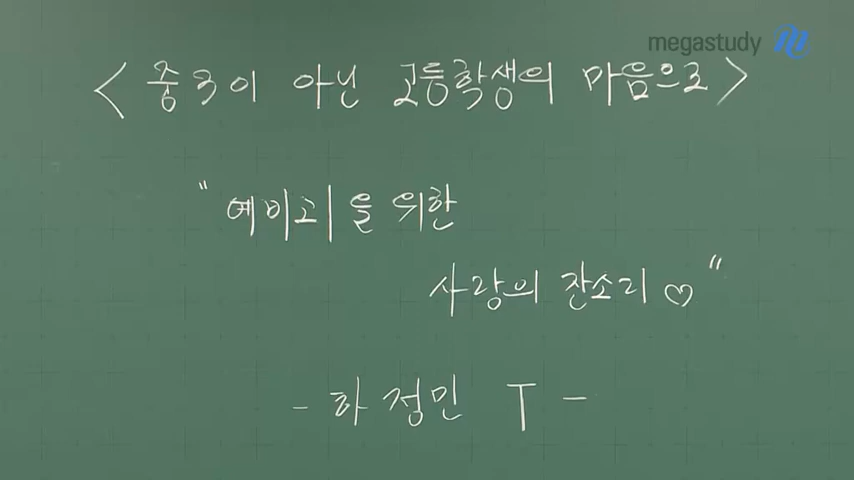 megastudy
<중3이 아닌 고등학생의 마음으로>
"예비고1을 위한
사랑의 잔소리♡"
- 하정민 T -